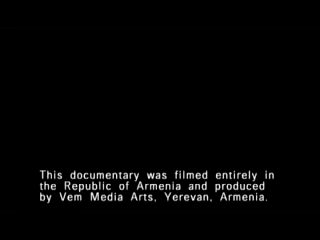 This documentary was filmed entirely in
the Republic of Armenia and produced
by Vem Media Arts, Yerevan, Armenia.